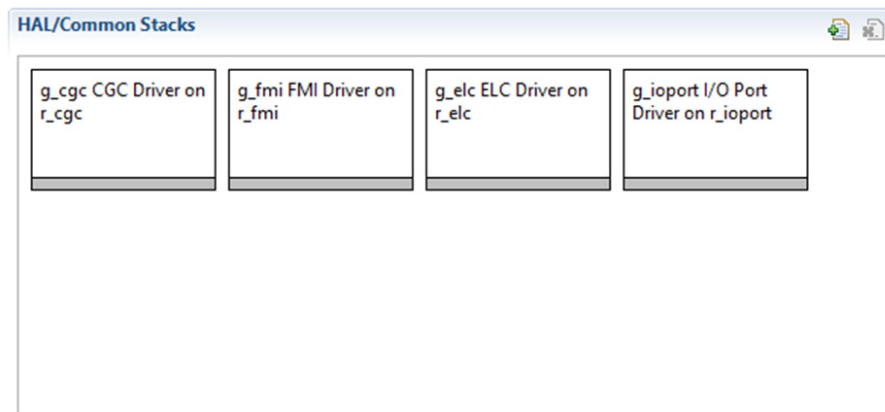 HAL/Common Stacks
g_cgc CGC Driver on
r_cgc
g_fmi FMI Driver on
r_fmi
g_elc ELC Driver on
r_elc
g_ioport I/O Port
Driver on r_ioport